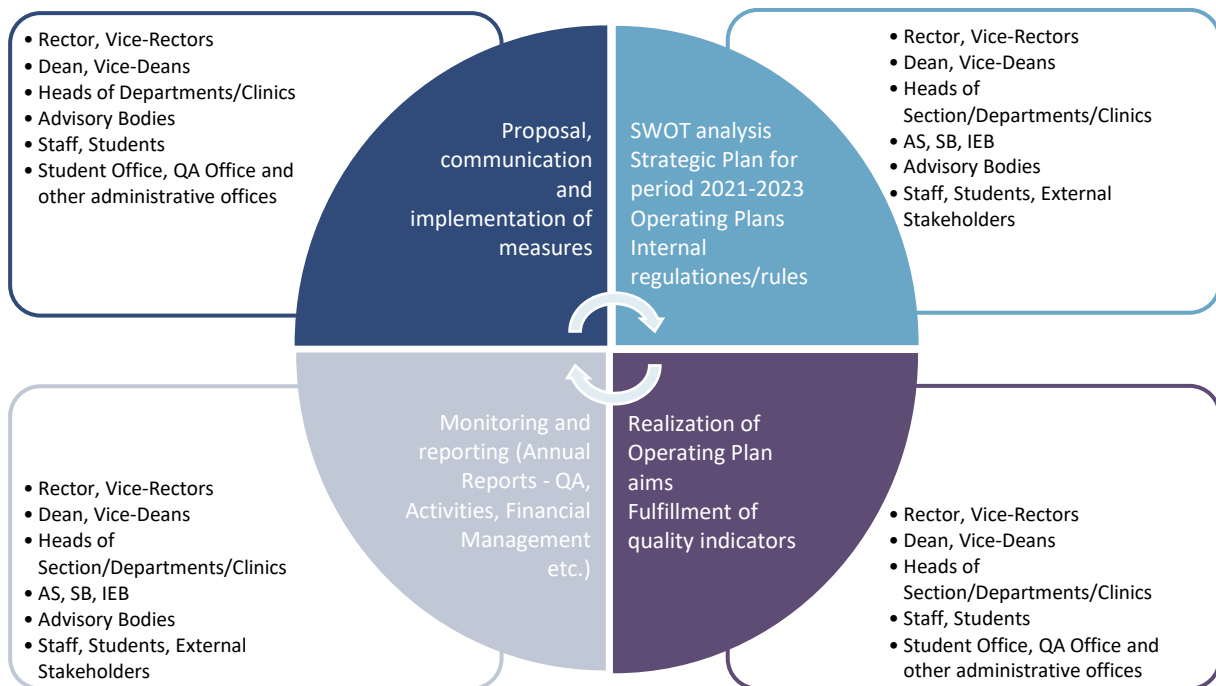 • Rector, Vice-Rectors
• Dean, Vice-Deans
• Heads of Departments/Clinics
• Advisory Bodies
• Staff, Students
• Student Office, QA Office and
other administrative offices
Proposal,
communication
and
implementation of
measures
SWOT analysis
Strategic Plan for
period 2021-2023
Operating Plans
Internal
regulationes/rules
• Rector, Vice-Rectors
• Dean, Vice-Deans
• Heads of
Section/Departments/Clinics
• AS, SB, IEB
• Advisory Bodies
• Staff, Students, External
Stakeholders
• Rector, Vice-Rectors
• Dean, Vice-Deans
• Heads of
Section/Departments/Clinics
• AS, SB, IEB
• Advisory Bodies
• Staff, Students, External
Stakeholders
Monitoring and
reporting (Annual
Reports - QA,
Activities, Financial
Management
etc.)
Realization of
Operating Plan
aims
Fulfillment of
quality indicators
• Rector, Vice-Rectors
• Dean, Vice-Deans
• Heads of
Section/Departments/Clinics
• Staff, Students
• Student Office, QA Office and
other administrative offices